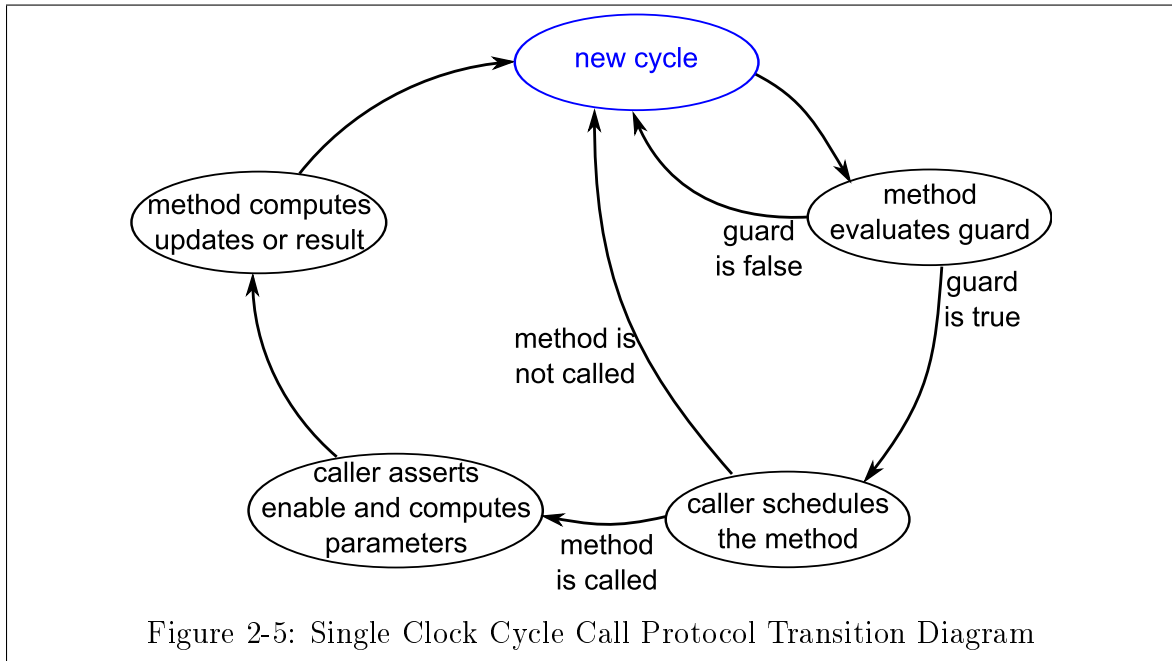 new cycle
method
evaluates guard
guard
is false
guard
is true
caller schedules
the method
method is
not called
method
is called
caller asserts
enable and computes
parameters
method computes
updates or result
Figure 2-5: Single Clock Cycle Call Protocol Transition Diagram